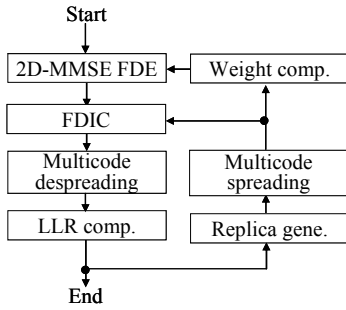 Start
2D-MMSE FDE
Weight comp.
FDIC
Multicode
despreading
Multicode
spreading
LLR comp.
Replica gene.
End